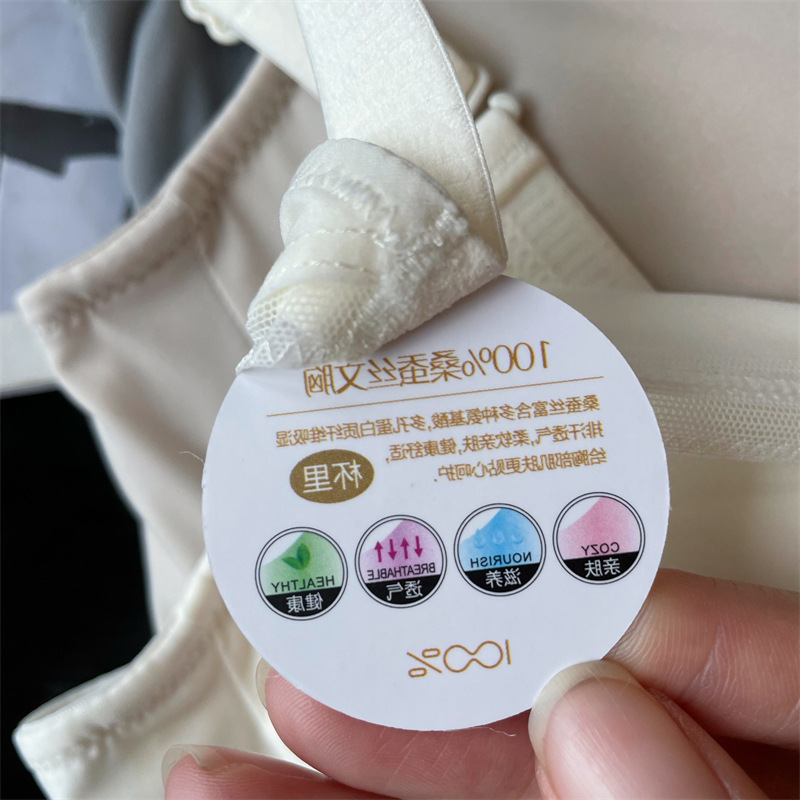 100%桑蚕丝文胸
桑蚕丝富含多种氨基酸,多孔蛋白质纤维吸湿
排汗透气,柔软亲肤,健康舒适,
给胸部肌肤更贴心呵护.
杯里
COZY
亲肤
NOURISH
滋养
BREATHABLE
透气
HEALTHY
健康
100%